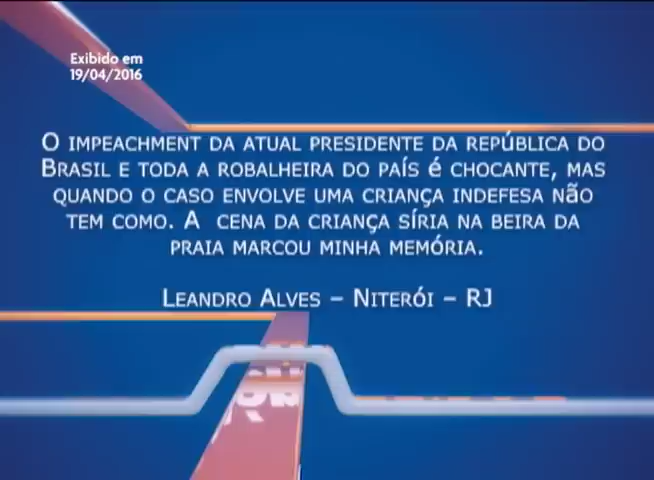 Exibido em
19/04/2016
O IMPEACHMENT DA ATUAL PRESIDENTE DA REPÚBLICA DO
BRASIL E TODA A ROBALHEIRA DO PAÍS é CHOCANTE, MAS
QUANDO O CASO ENVOLVE UMA CRIANÇA INDEFESA NãO
TEM COMO. A CENA DA CRIANÇA SÍRIA NA BEIRA DA
PRAIA MARCOU MINHA MEMÓRIA.
LEANDRO ALVES – NITERÓI – RJ